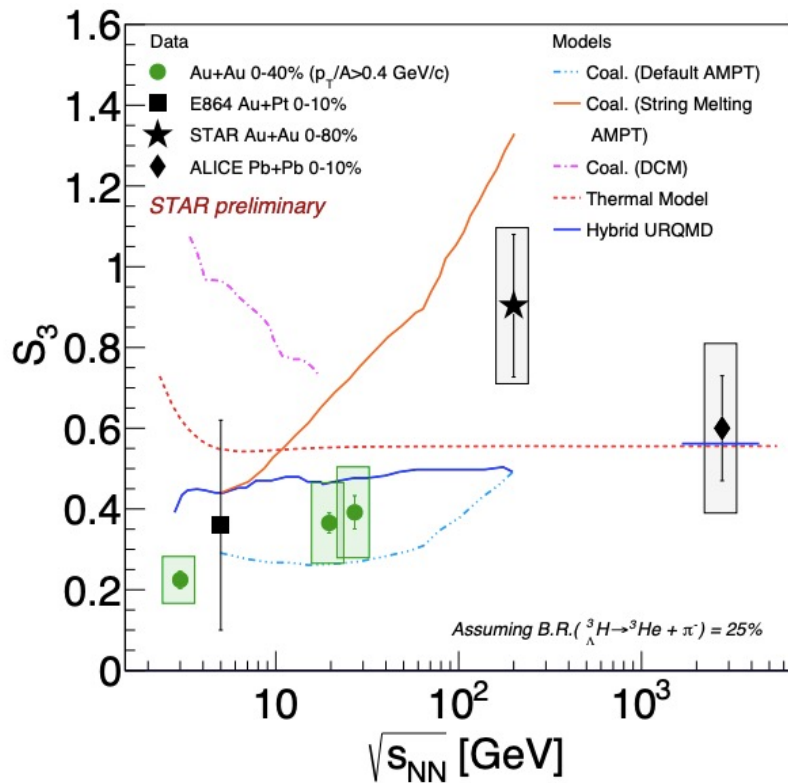 1.6
1.4
1.2
1
0.8
0.6
0.4
0.2
0
S₃
Data
Au+Au 0-40% (p_T/A>0.4 GeV/c)
E864 Au+Pt 0-10%
STAR Au+Au 0-80%
ALICE Pb+Pb 0-10%
STAR preliminary
Models
Coal. (Default AMPT)
Coal. (String Melting
AMPT)
Coal. (DCM)
Thermal Model
Hybrid URQMD
Assuming B.R.(³_ΛH→³He + π⁻) = 25%
10
10²
10³
√s_NN [GeV]